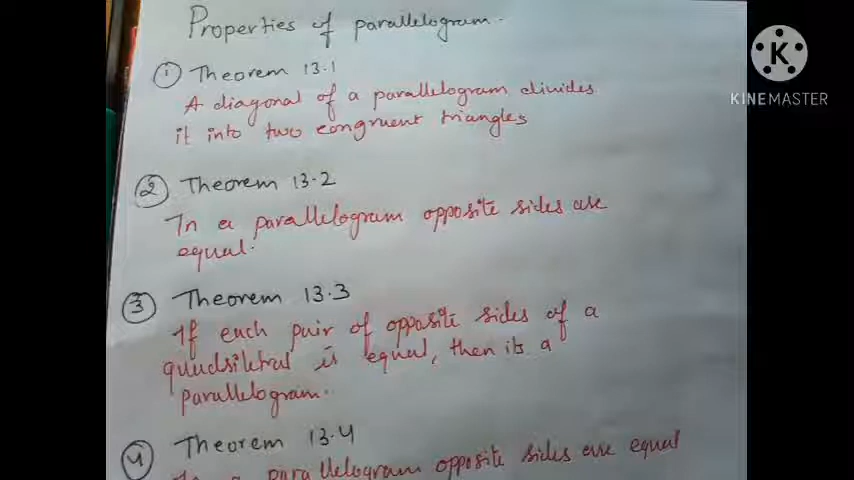 Properties of parallelogram.
① Theorem 13.1
A diagonal of a parallelogram divides
it into two congruent triangles
② Theorem 13.2
In a parallelogram opposite sides are
equal.
③ Theorem 13.3
If each pair of opposite sides of a
quadsiletral is equal, then its a
parallelogram.
④ Theorem 13.4
In a parallelogram opposite sides are equal
K
KINEMASTER